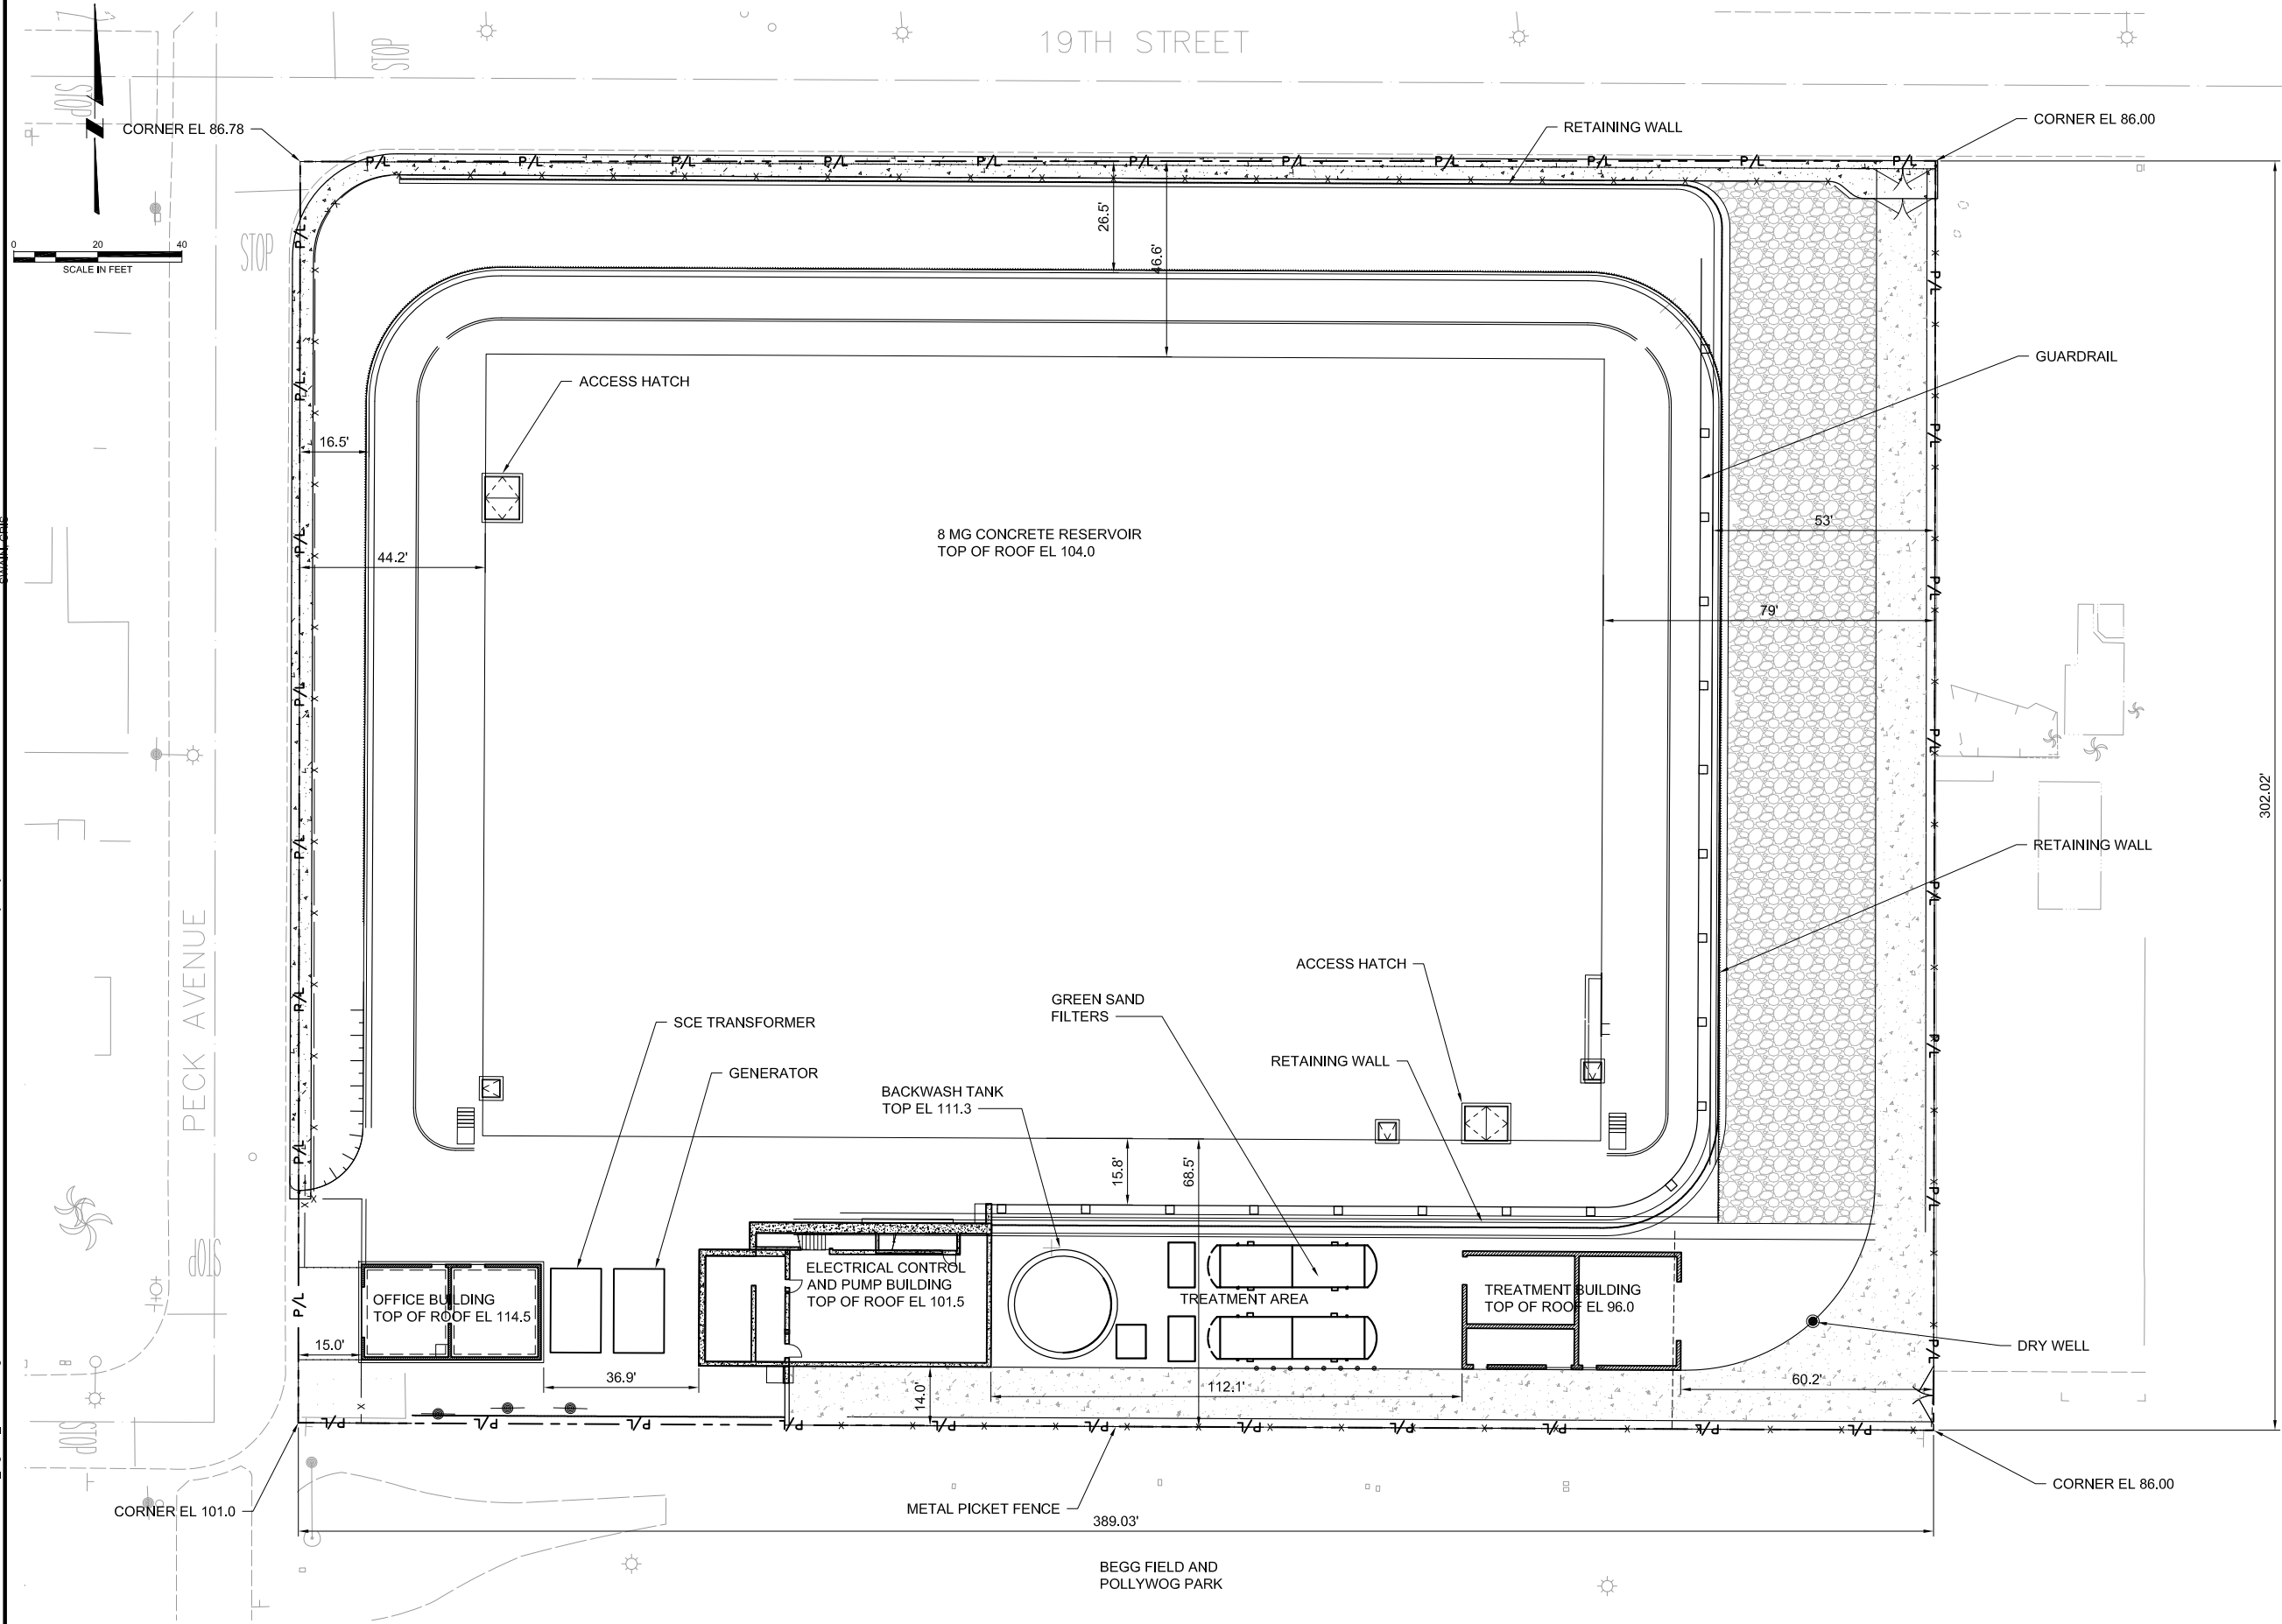 19TH STREET
STOP
STOP
CORNER EL 86.78
RETAINING WALL
CORNER EL 86.00
P/L P/L P/L P/L P/L P/L P/L P/L P/L P/L P/L
N
STOP
0 20 40
SCALE IN FEET
26.5'
46.6'
GUARDRAIL
ACCESS HATCH
16.5'
53'
8 MG CONCRETE RESERVOIR
TOP OF ROOF EL 104.0
44.2'
79'
302.02'
RETAINING WALL
PECK AVENUE
ACCESS HATCH
GREEN SAND
FILTERS
SCE TRANSFORMER
RETAINING WALL
GENERATOR
BACKWASH TANK
TOP EL 111.3
15.8'
68.5'
STOP
ELECTRICAL CONTROL
AND PUMP BUILDING
TOP OF ROOF EL 101.5
OFFICE BUILDING
TOP OF ROOF EL 114.5
TREATMENT AREA
TREATMENT BUILDING
TOP OF ROOF EL 96.0
15.0'
DRY WELL
36.9'
14.0'
112.1'
60.2'
P/L P/L P/L P/L P/L P/L P/L P/L P/L P/L P/L
STOP
CORNER EL 101.0
METAL PICKET FENCE
CORNER EL 86.00
389.03'
BEGG FIELD AND
POLLYWOG PARK